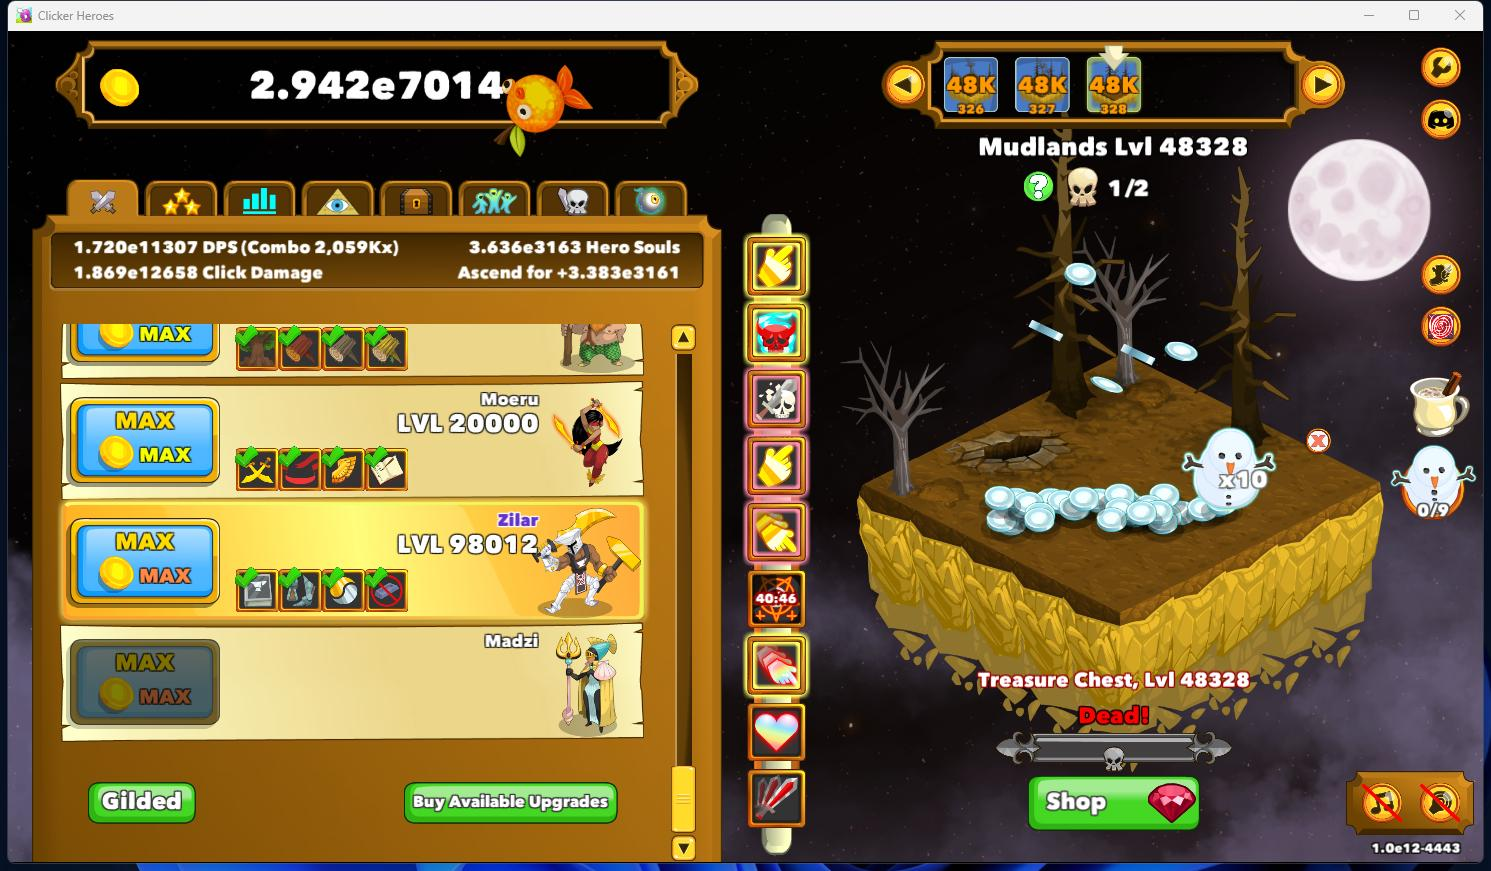 Clicker Heroes
2.942e7014
48K
326
48K
327
48K
328
Mudlands Lvl 48328
?
1/2
1.720e11307 DPS (Combo 2,059Kx)
3.636e3163 Hero Souls
1.869e12658 Click Damage
Ascend for +3.383e3161
MAX
Moeru
LVL 20000
MAX
MAX
Zilar
LVL 98012
MAX
MAX
Madzi
MAX
MAX
40:46
x10
0/9
Treasure Chest, Lvl 48328
Dead!
Gilded
Buy Available Upgrades
Shop
1.0e12-4443